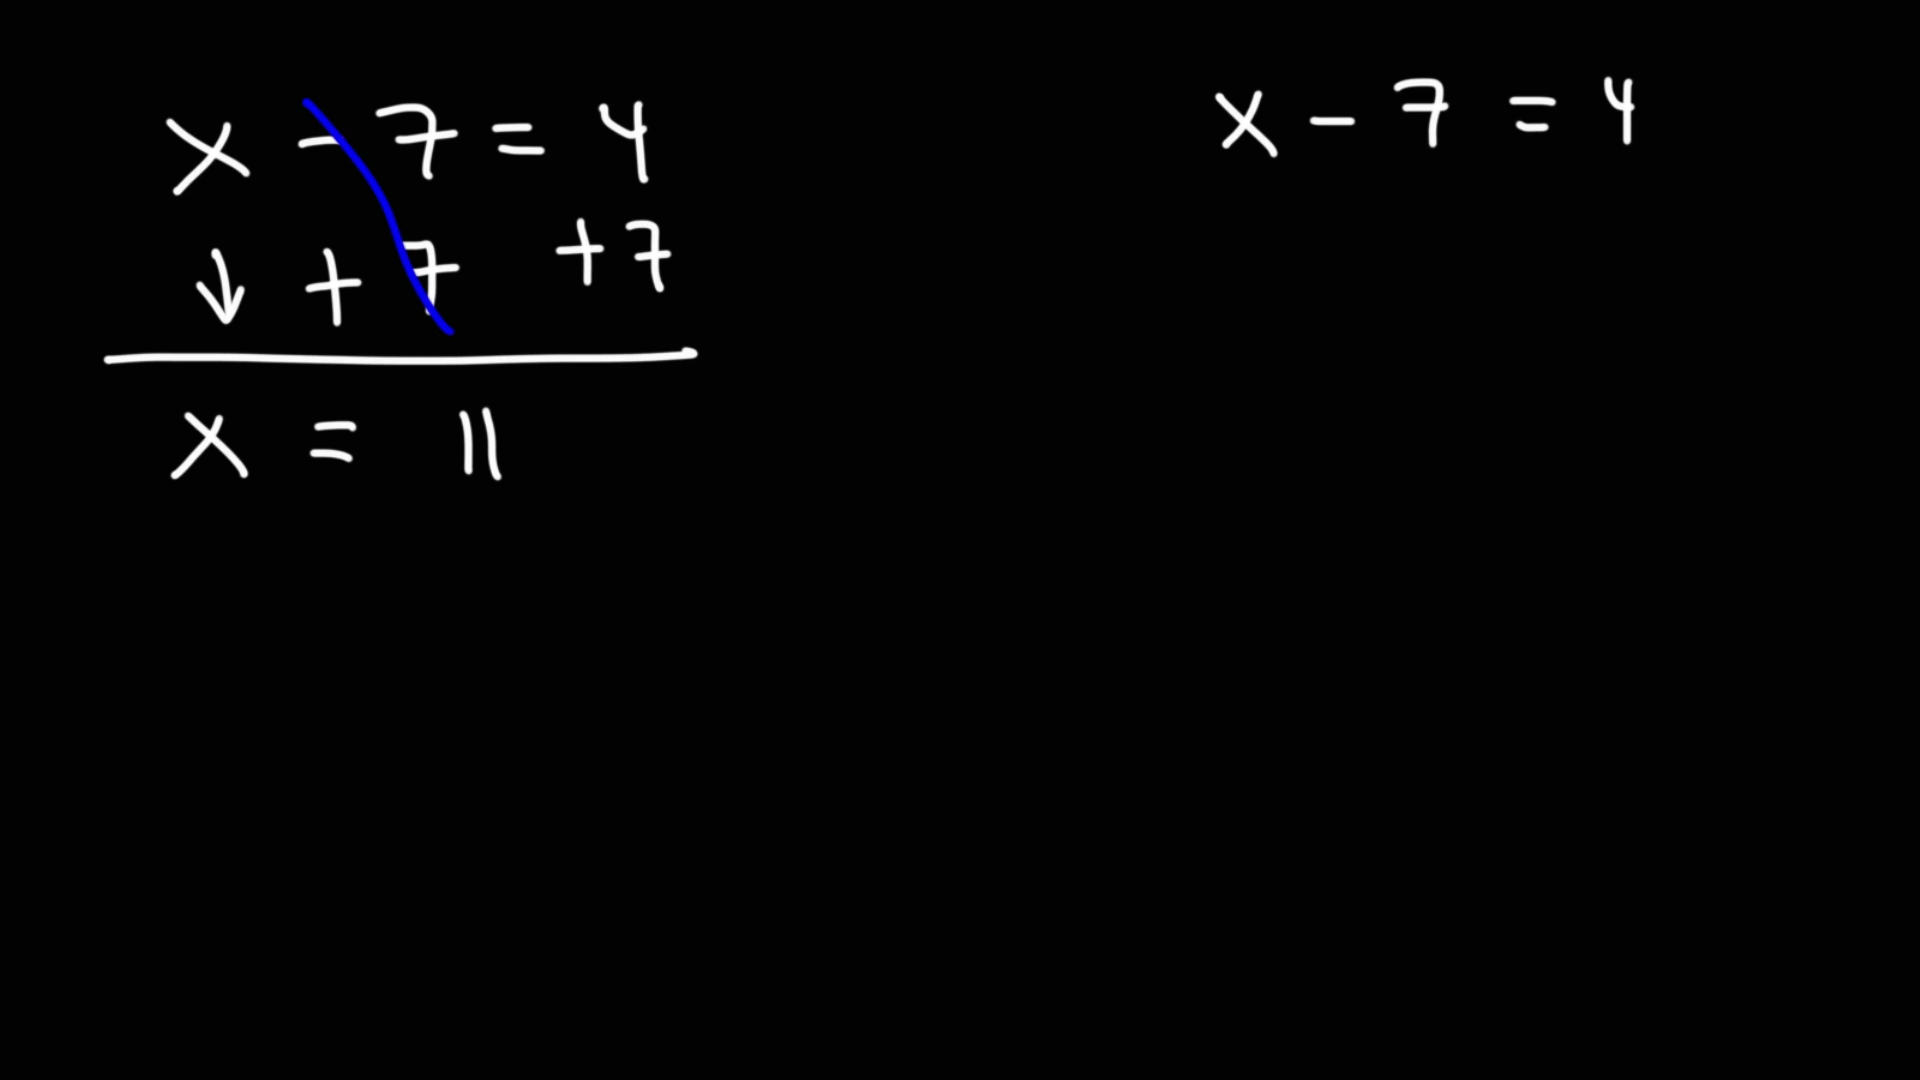 x - 7 = 4
↓ + 7 +7
x = 11
x - 7 = 4